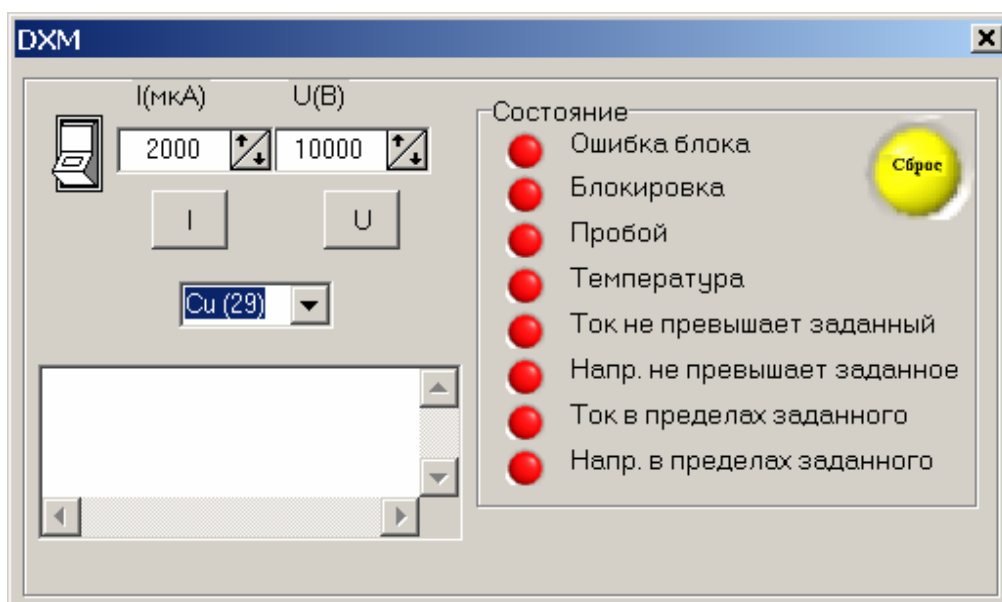 DXM
I(мкА) U(В)
2000 10000
I U
Cu (29)
Состояние
Ошибка блока
Сброс
Блокировка
Пробой
Температура
Ток не превышает заданный
Напр. не превышает заданное
Ток в пределах заданного
Напр. в пределах заданного